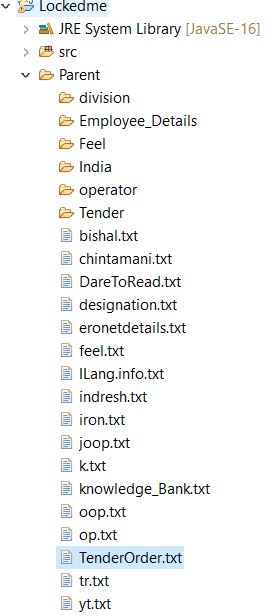 Lockedme
JRE System Library [JavaSE-16]
src
Parent
division
Employee_Details
Feel
India
operator
Tender
bishal.txt
chintamani.txt
DareToRead.txt
designation.txt
eronetdetails.txt
feel.txt
ILang.info.txt
indresh.txt
iron.txt
joop.txt
k.txt
knowledge_Bank.txt
oop.txt
op.txt
TenderOrder.txt
tr.txt
yt.txt